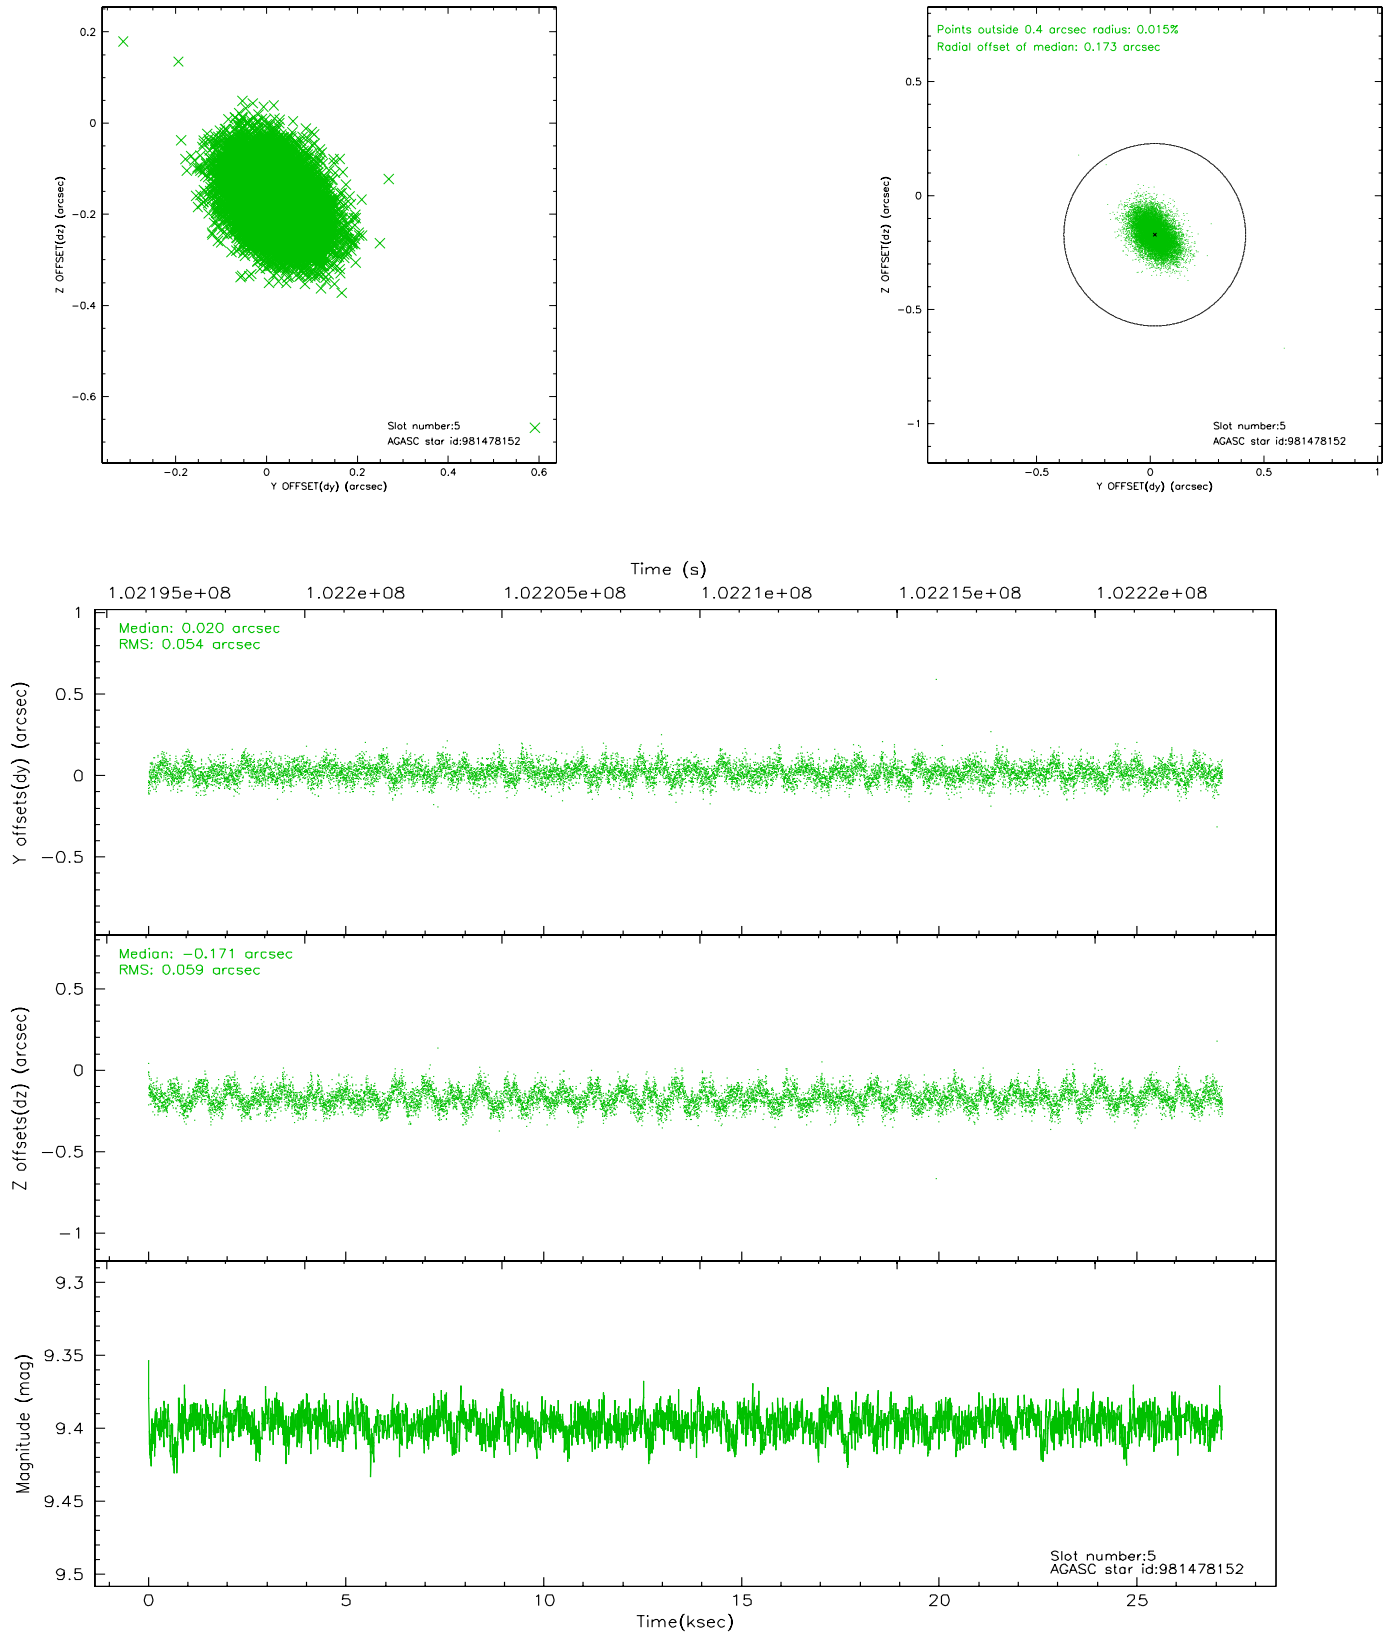 0.2
0
-0.2
-0.4
-0.6
Z OFFSET(dz) (arcsec)
Slot number:5
AGASC star id:981478152
-0.2 0 0.2 0.4 0.6
Y OFFSET(dy) (arcsec)
Points outside 0.4 arcsec radius: 0.015%
Radial offset of median: 0.173 arcsec
0.5
0
-0.5
-1
Z OFFSET(dz) (arcsec)
Slot number:5
AGASC star id:981478152
-0.5 0 0.5 1
Y OFFSET(dy) (arcsec)
Time (s)
1.02195e+08 1.022e+08 1.02205e+08 1.0221e+08 1.02215e+08 1.0222e+08
Median: 0.020 arcsec
RMS: 0.054 arcsec
1
0.5
0
-0.5
Y offsets(dy) (arcsec)
Median: -0.171 arcsec
RMS: 0.059 arcsec
0.5
0
-0.5
-1
Z offsets(dz) (arcsec)
9.3
9.35
9.4
9.45
9.5
Magnitude (mag)
Slot number:5
AGASC star id:981478152
0 5 10 15 20 25
Time(ksec)